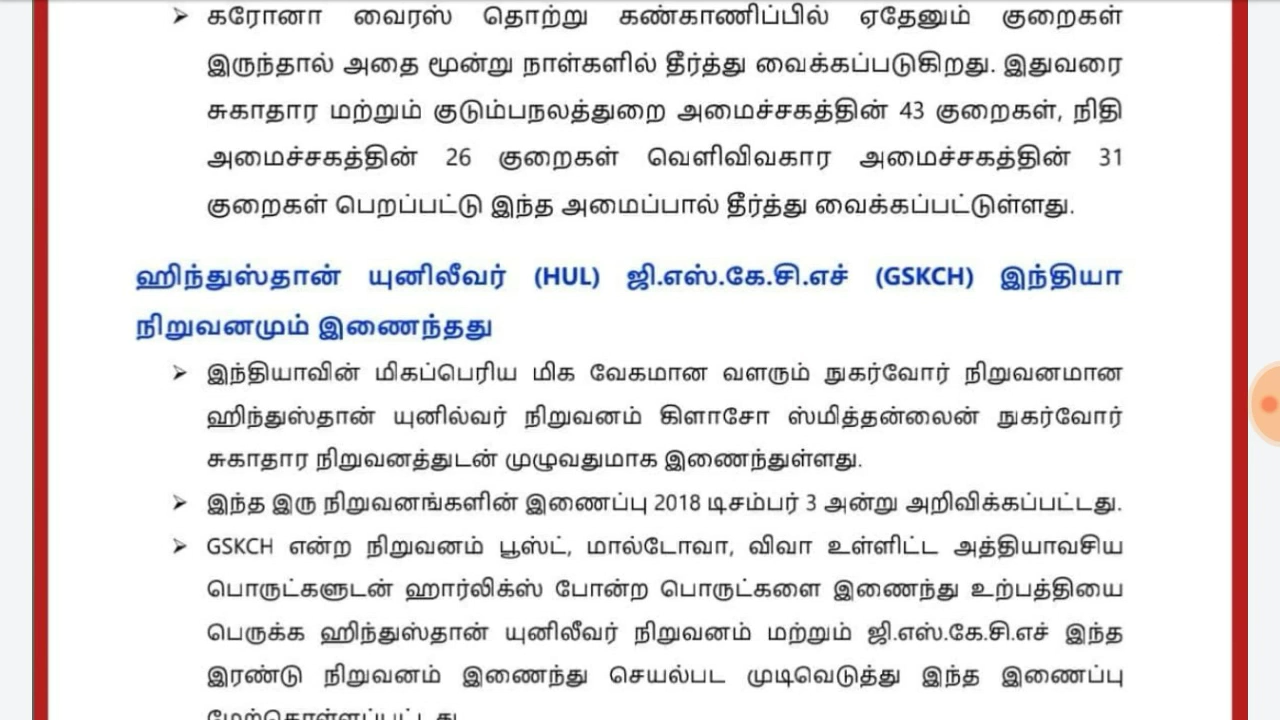 ➤ கரோனா வைரஸ் தொற்று கண்காணிப்பில் ஏதேனும் குறைகள்
இருந்தால் அதை மூன்று நாள்களில் தீர்த்து வைக்கப்படுகிறது. இதுவரை
சுகாதார மற்றும் குடும்பநலத்துறை அமைச்சகத்தின் 43 குறைகள், நிதி
அமைச்சகத்தின் 26 குறைகள் வெளிவிவகார அமைச்சகத்தின் 31
குறைகள் பெறப்பட்டு இந்த அமைப்பால் தீர்த்து வைக்கப்பட்டுள்ளது.
ஹிந்துஸ்தான் யுனிலீவர் (HUL) ஜி.எஸ்.கே.சி.எச் (GSKCH) இந்தியா
நிறுவனமும் இணைந்தது
➤ இந்தியாவின் மிகப்பெரிய மிக வேகமான வளரும் நுகர்வோர் நிறுவனமான
ஹிந்துஸ்தான் யுனில்வர் நிறுவனம் கிளாசோ ஸ்மித்தன்லைன் நுகர்வோர்
சுகாதார நிறுவனத்துடன் முழுவதுமாக இணைந்துள்ளது.
➤ இந்த இரு நிறுவனங்களின் இணைப்பு 2018 டிசம்பர் 3 அன்று அறிவிக்கப்பட்டது.
➤ GSKCH என்ற நிறுவனம் பூஸ்ட், மால்டோவா, விவா உள்ளிட்ட அத்தியாவசிய
பொருட்களுடன் ஹார்லிக்ஸ் போன்ற பொருட்களை இணைந்து உற்பத்தியை
பெருக்க ஹிந்துஸ்தான் யுனிலீவர் நிறுவனம் மற்றும் ஜி.எஸ்.கே.சி.எச் இந்த
இரண்டு நிறுவனம் இணைந்து செயல்பட முடிவெடுத்து இந்த இணைப்பு
மேற்கொள்ளப்பட்டது.